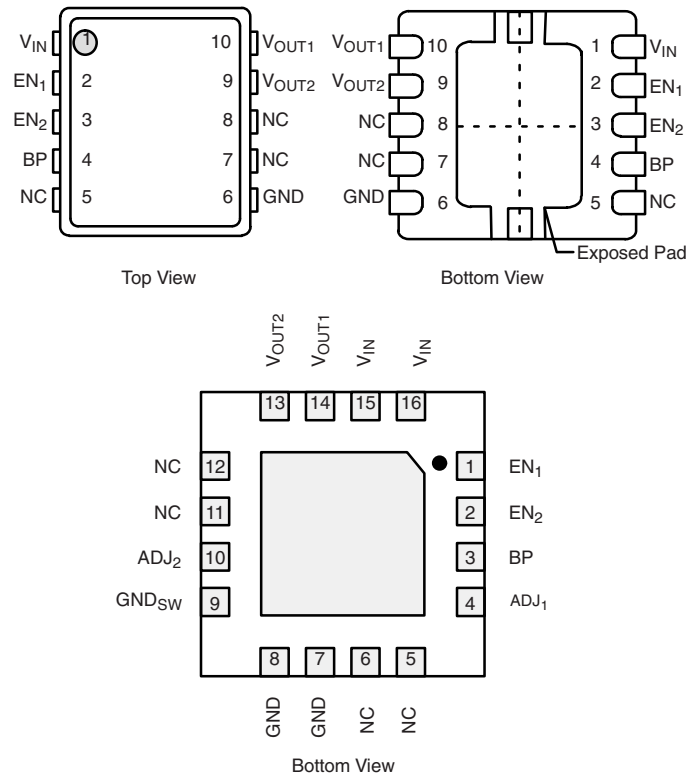 VIN 1 10 VOUT1
EN1 2 9 VOUT2
EN2 3 8 NC
BP 4 7 NC
NC 5 6 GND
Top View
VOUT1 10 1 VIN
VOUT2 9 2 EN1
NC 8 3 EN2
NC 7 4 BP
GND 6 5 NC
Exposed Pad
Bottom View
VOUT2 VOUT1 VIN VIN
13 14 15 16
NC 12 1 EN1
NC 11 2 EN2
ADJ2 10 3 BP
GNDSW 9 4 ADJ1
8 7 6 5
GND GND NC NC
Bottom View